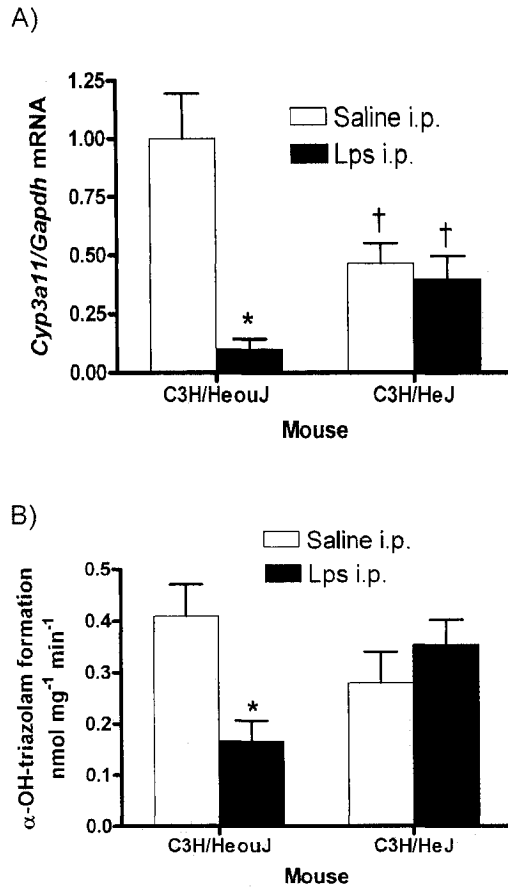 A)
Cyp3a11/Gapdh mRNA
1.25
1.00
0.75
0.50
0.25
0.00
Saline i.p.
Lps i.p.
*
†
†
C3H/HeouJ
C3H/HeJ
Mouse
B)
α-OH-triazolam formation
nmol mg-1 min-1
0.5
0.4
0.3
0.2
0.1
0.0
Saline i.p.
Lps i.p.
*
C3H/HeouJ
C3H/HeJ
Mouse